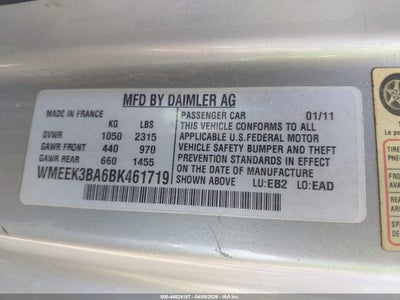 MFD BY DAIMLER AG
MADE IN FRANCE
KG LBS
GVWR 1050 2315
GAWR FRONT 440 970
GAWR REAR 660 1455
WMEEK3BA6BK461719
PASSENGER CAR 01/11
THIS VEHICLE CONFORMS TO ALL
APPLICABLE U.S.FEDERAL MOTOR
VEHICLE SAFETY BUMPER AND THEFT
PREVENTION STANDARDS IN EFFECT
ON THE DATE OF MANUFACTURE
LU:EB2 LO:EAD
TIRE